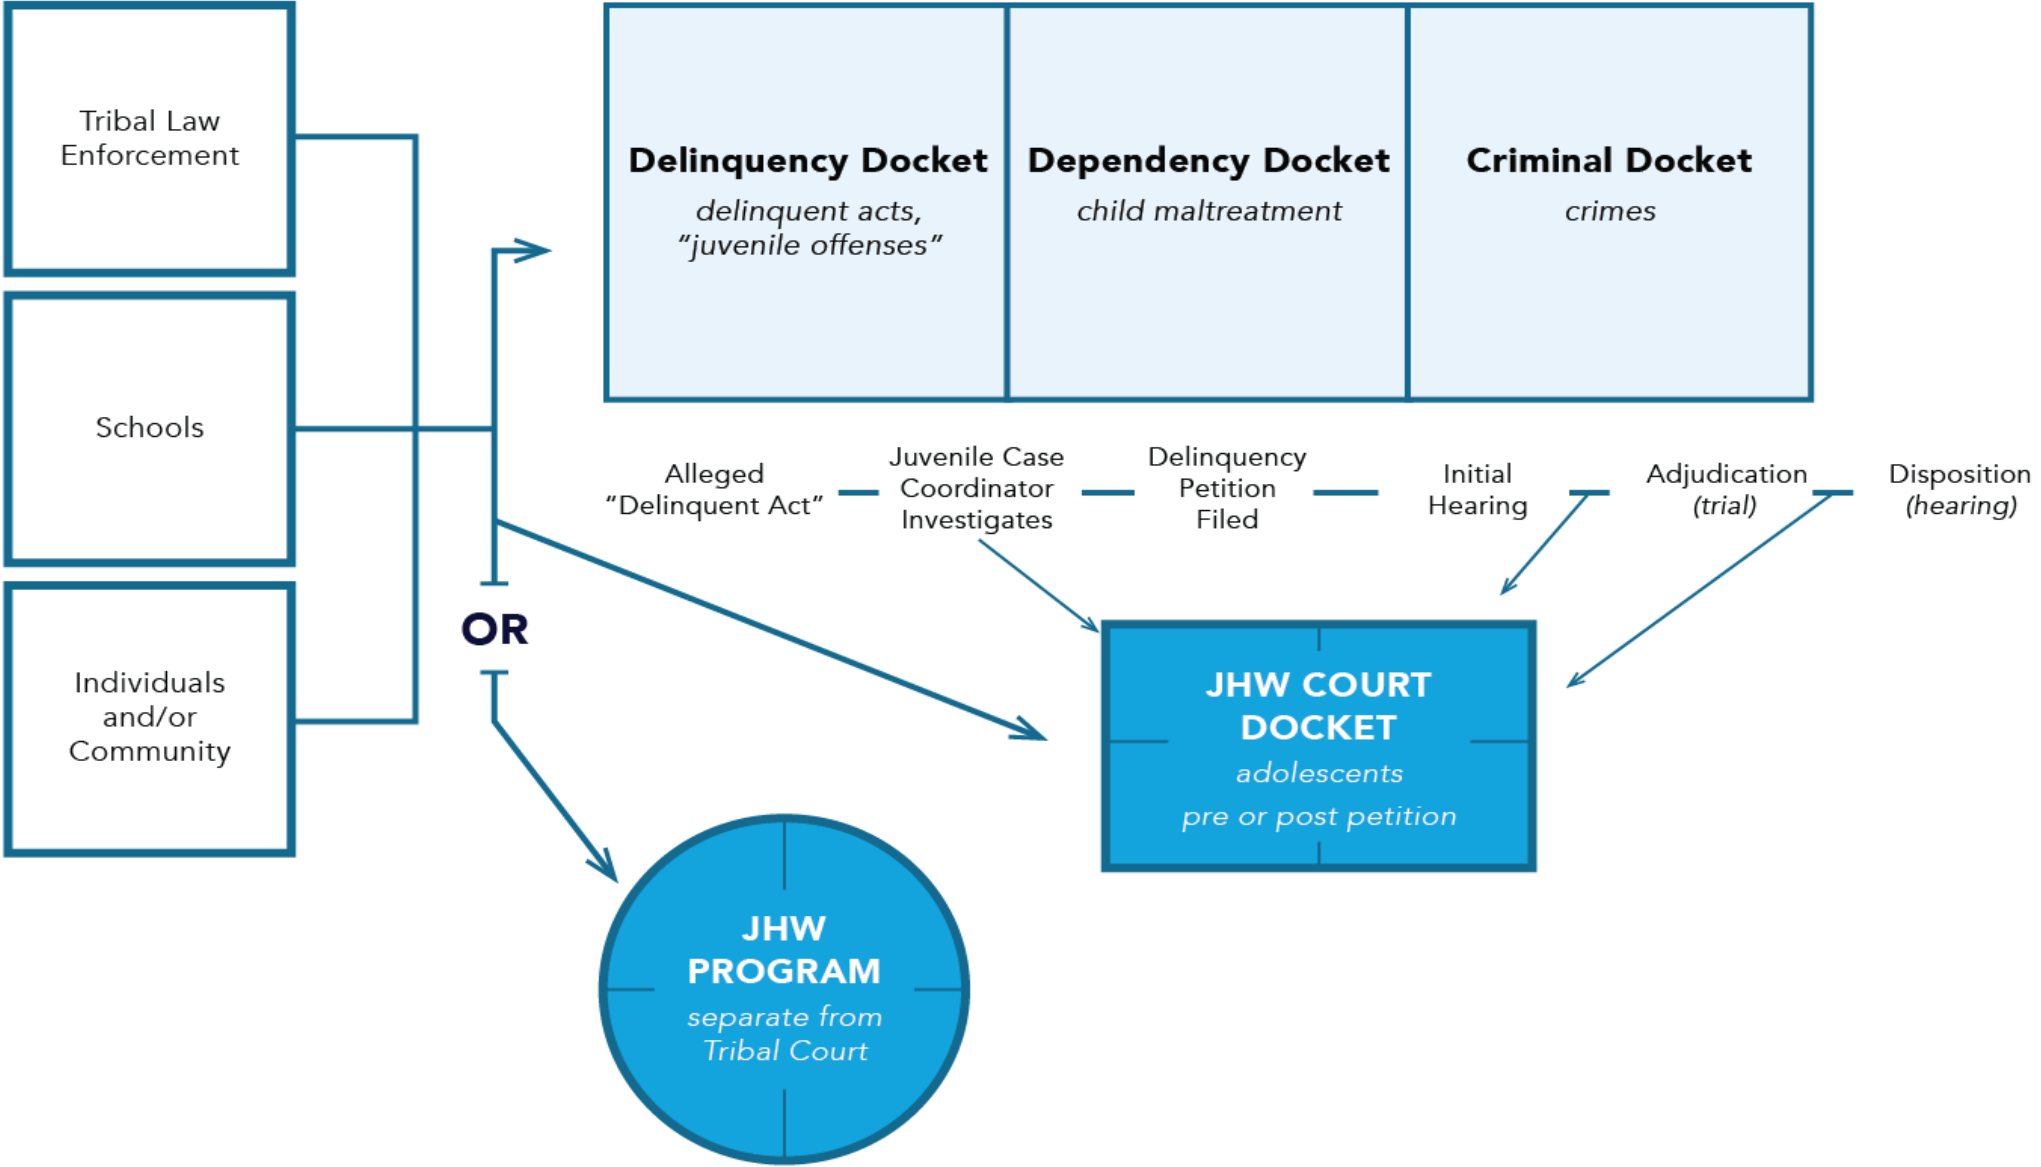 Tribal Law
Enforcement
Schools
Individuals
and/or
Community
Delinquency Docket
delinquent acts,
“juvenile offenses”
Dependency Docket
child maltreatment
Criminal Docket
crimes
Alleged
“Delinquent Act”
Juvenile Case
Coordinator
Investigates
Delinquency
Petition
Filed
Initial
Hearing
Adjudication
(trial)
Disposition
(hearing)
OR
JHW COURT
DOCKET
adolescents
pre or post petition
JHW
PROGRAM
separate from
Tribal Court